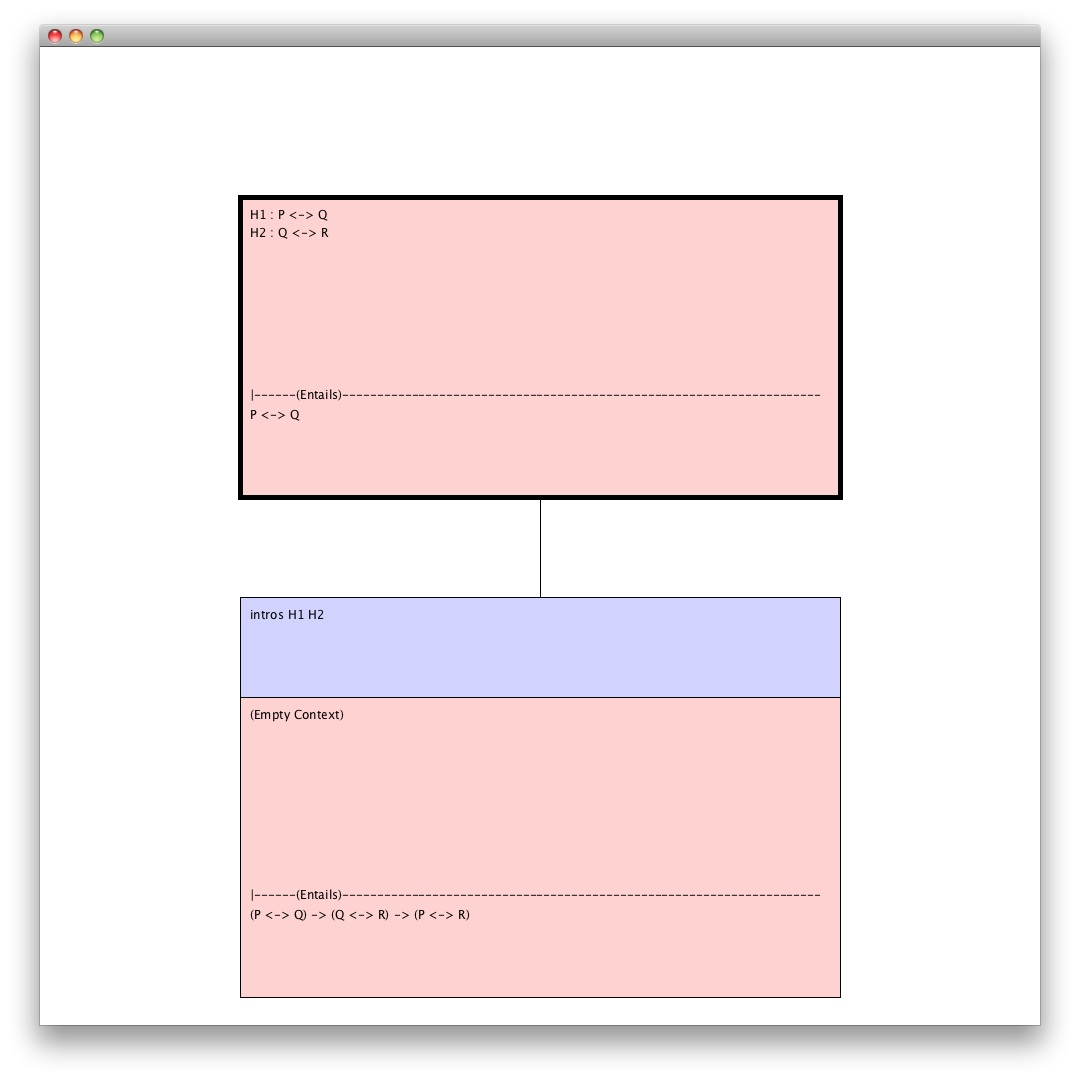 H1 : P <-> Q
H2 : Q <-> R
|------(Entails)---------------------------------------------------------------------
P <-> Q
intros H1 H2
(Empty Context)
|------(Entails)---------------------------------------------------------------------
(P <-> Q) -> (Q <-> R) -> (P <-> R)